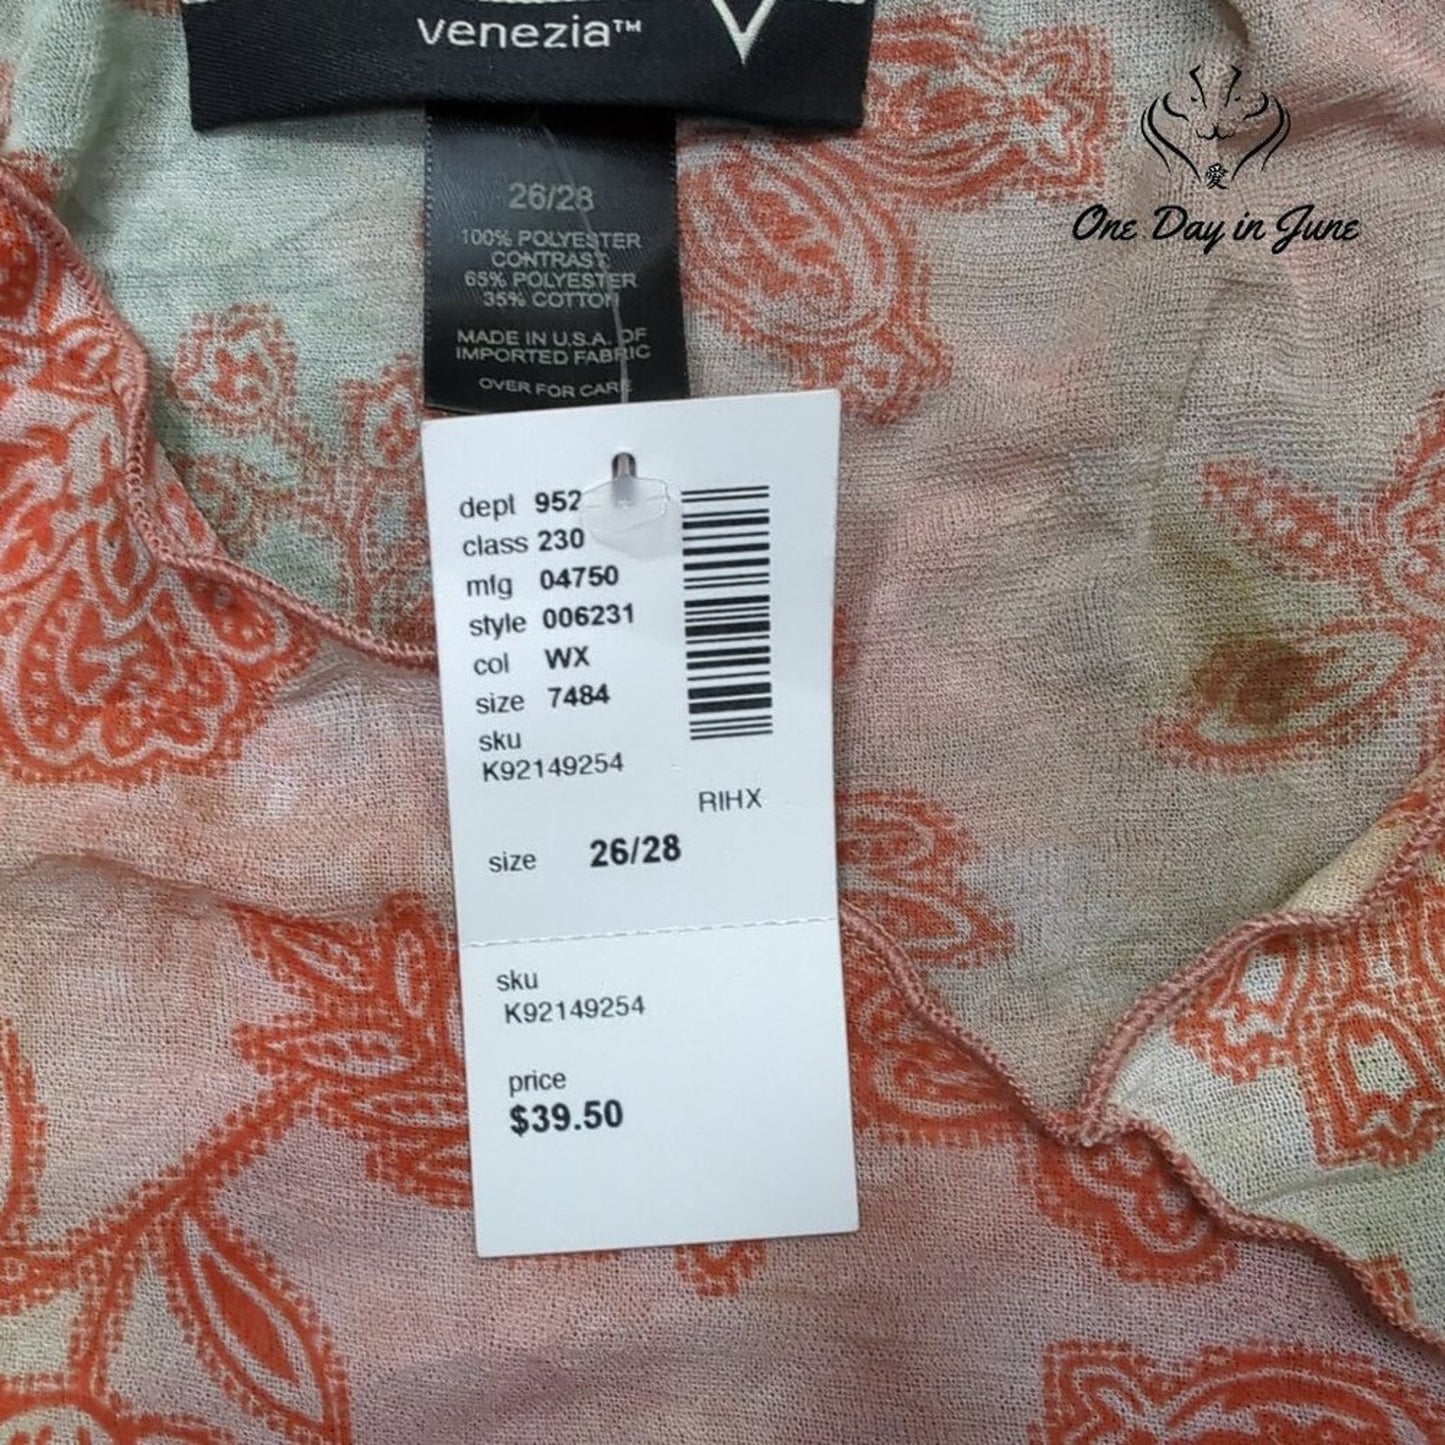 venezia™
愛
One Day in June
26/28
100% POLYESTER
CONTRAST:
65% POLYESTER
35% COTTON
MADE IN U.S.A. OF
IMPORTED FABRIC
OVER FOR CARE
dept 952
class 230
mfg 04750
style 006231
col WX
size 7484
sku
K92149254
RIHX
size 26/28
sku
K92149254
price
$39.50